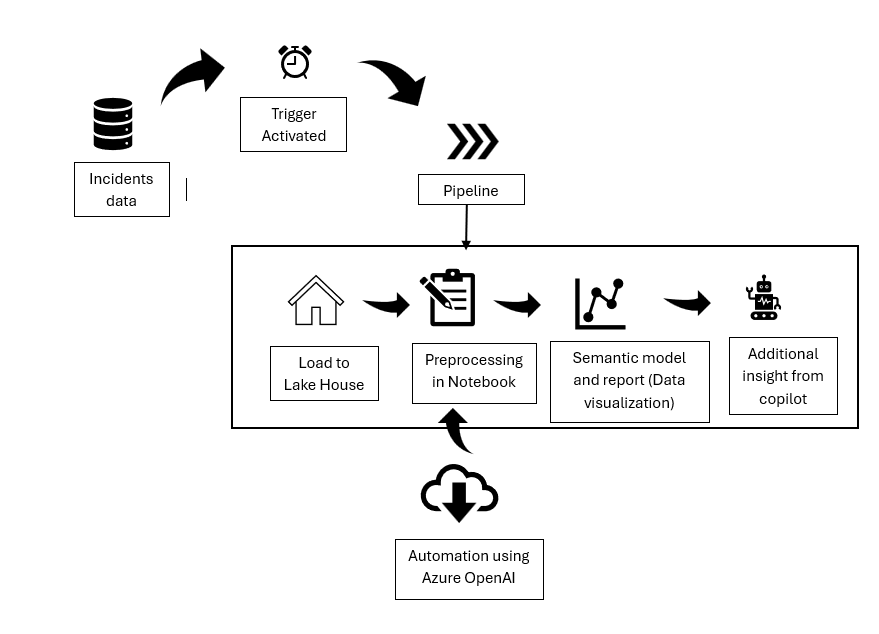 Trigger
Activated
Incidents
data
Pipeline
Load to
Lake House
Preprocessing
in Notebook
Semantic model
and report (Data
visualization)
Additional
insight from
copilot
Automation using
Azure OpenAI